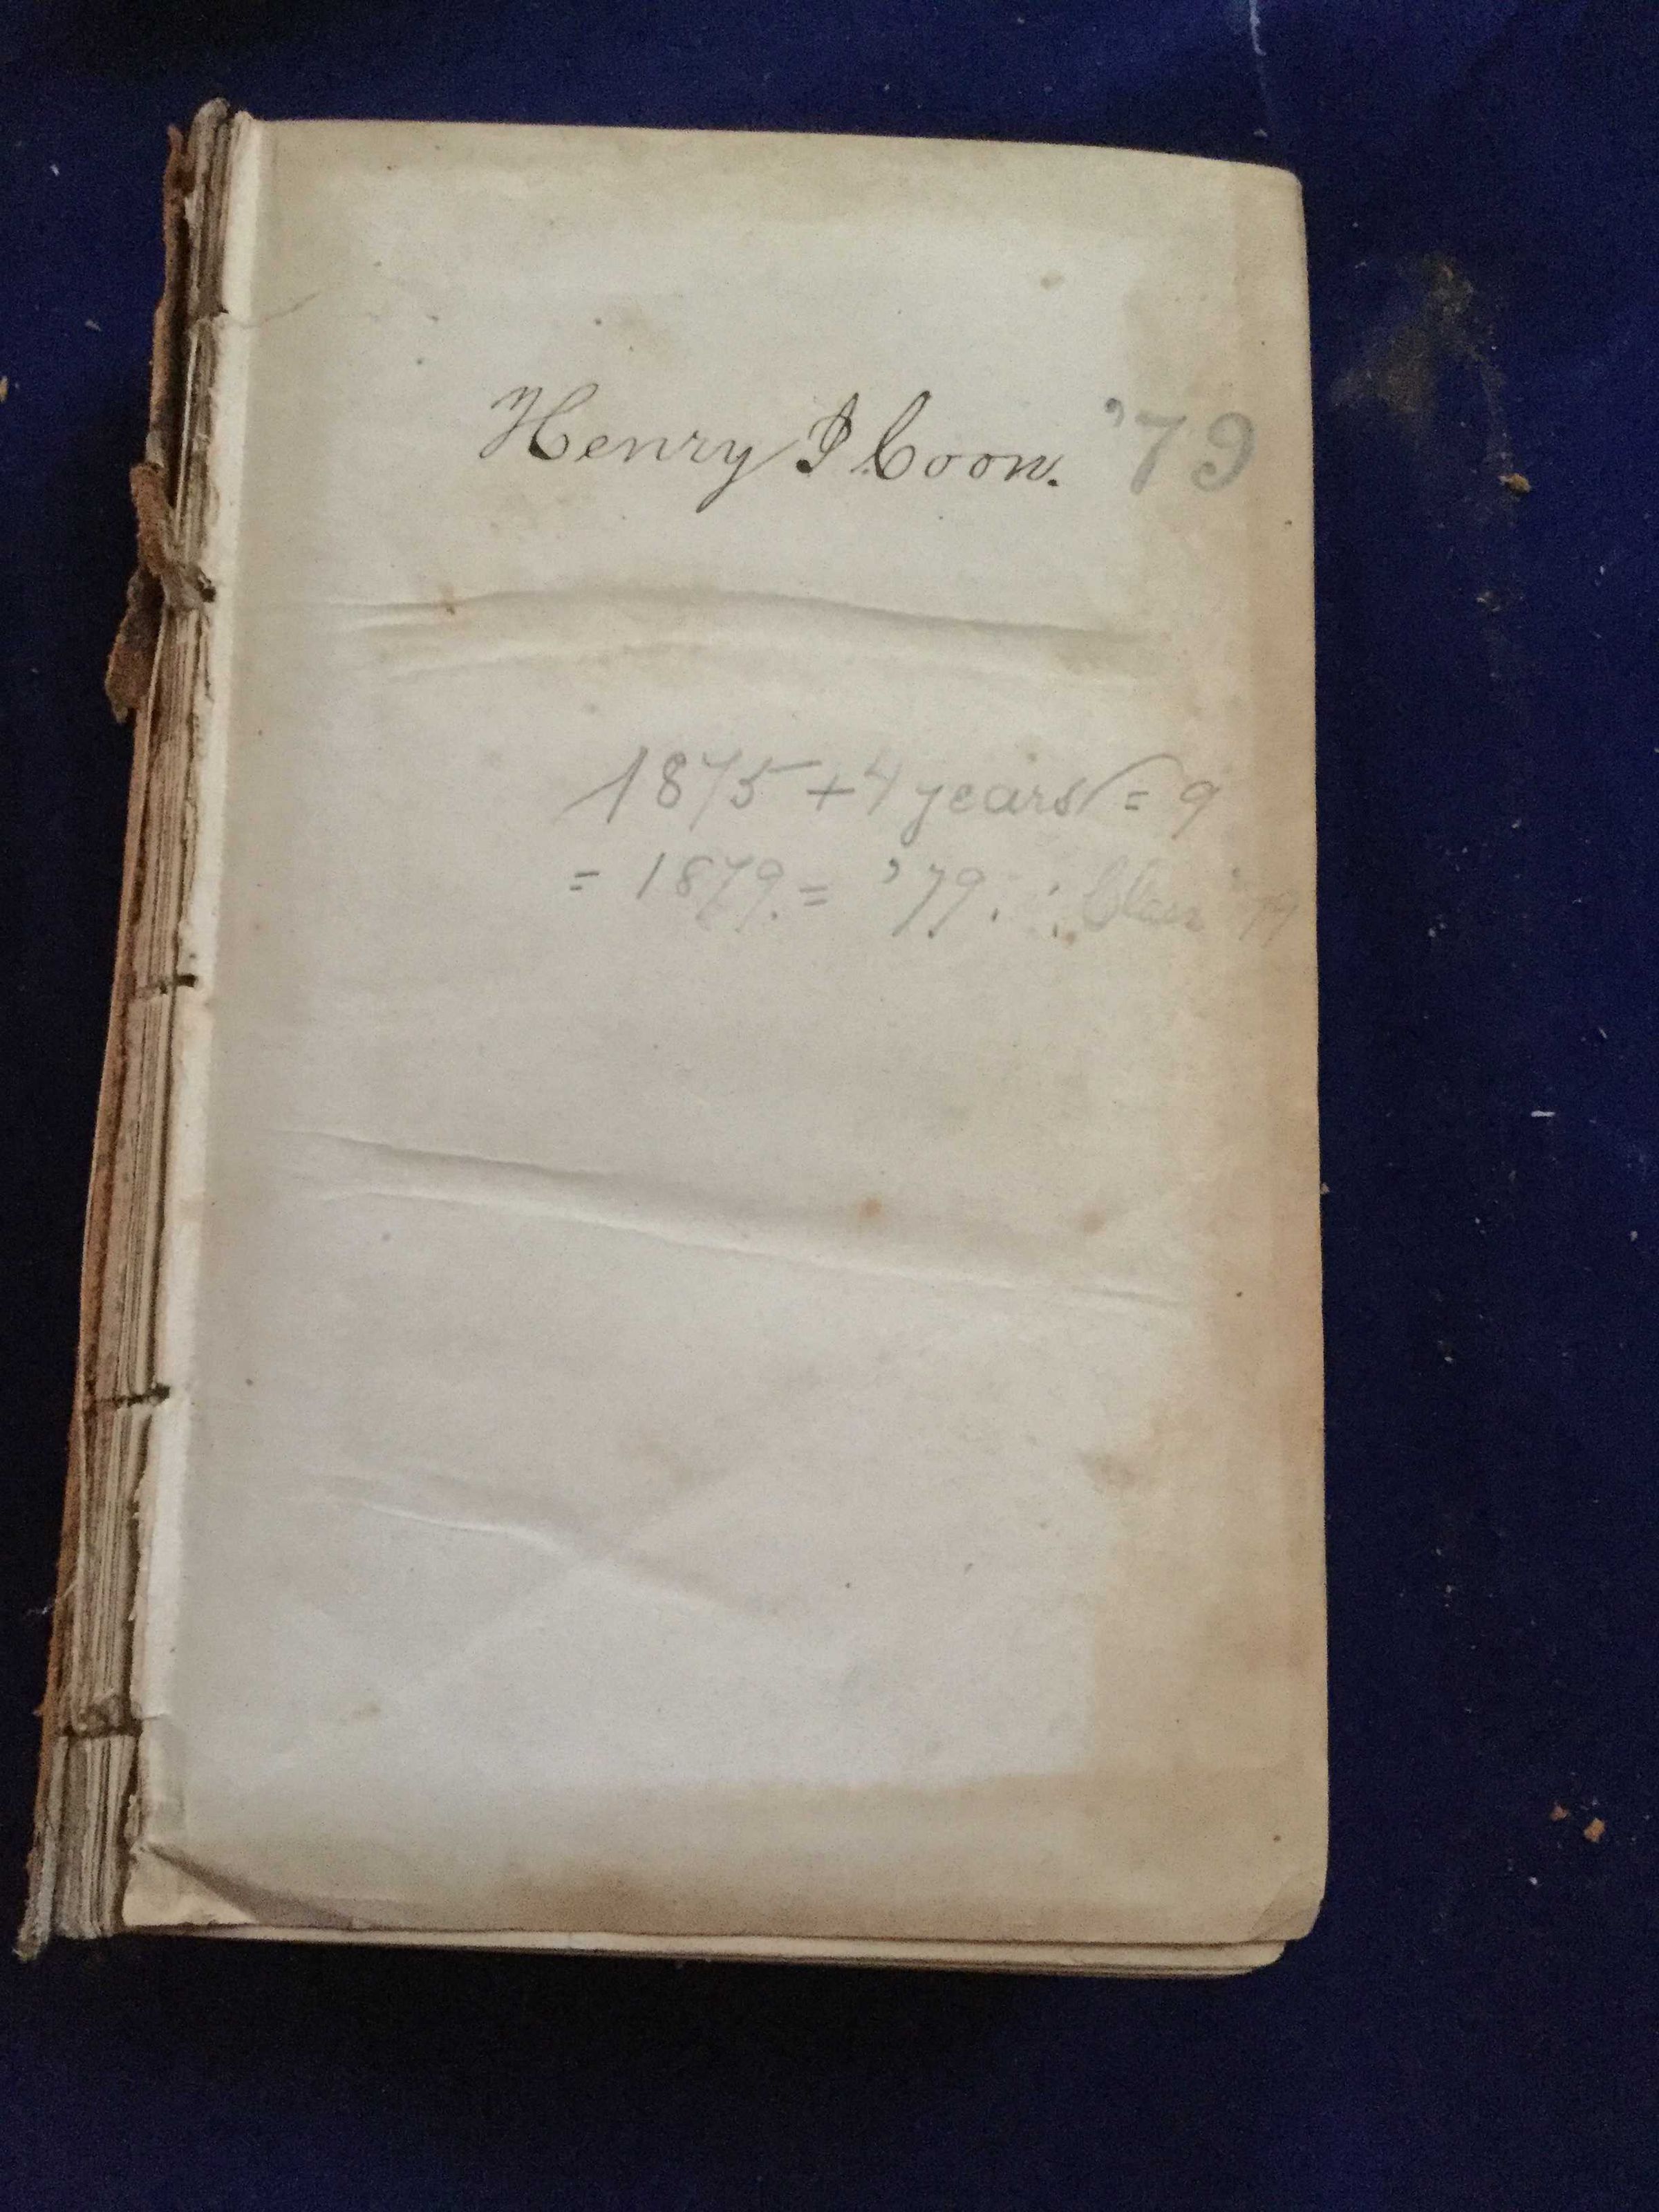 Henry I Coon. '79
1875 + 4 years = 9
= 1879. = '79. ∴ Class '79